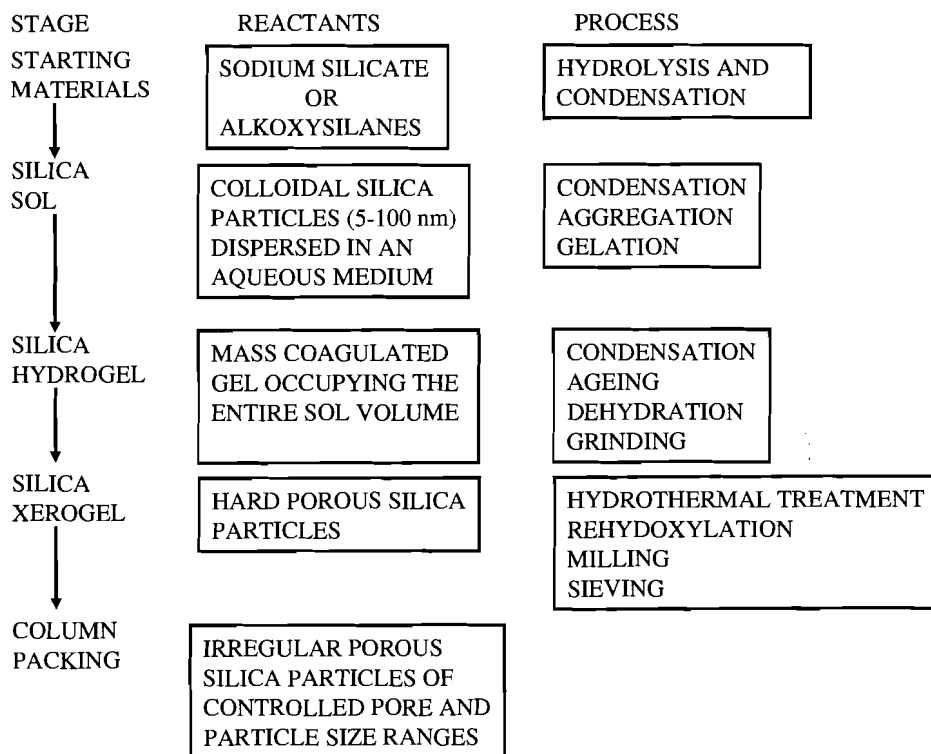 STAGE REACTANTS PROCESS
STARTING
MATERIALS
SODIUM SILICATE
OR
ALKOXYSILANES
HYDROLYSIS AND
CONDENSATION
SILICA
SOL
COLLOIDAL SILICA
PARTICLES (5-100 nm)
DISPERSED IN AN
AQUEOUS MEDIUM
CONDENSATION
AGGREGATION
GELATION
SILICA
HYDROGEL
MASS COAGULATED
GEL OCCUPYING THE
ENTIRE SOL VOLUME
CONDENSATION
AGEING
DEHYDRATION
GRINDING
SILICA
XEROGEL
HARD POROUS SILICA
PARTICLES
HYDROTHERMAL TREATMENT
REHYDOXYLATION
MILLING
SIEVING
COLUMN
PACKING
IRREGULAR POROUS
SILICA PARTICLES OF
CONTROLLED PORE AND
PARTICLE SIZE RANGES